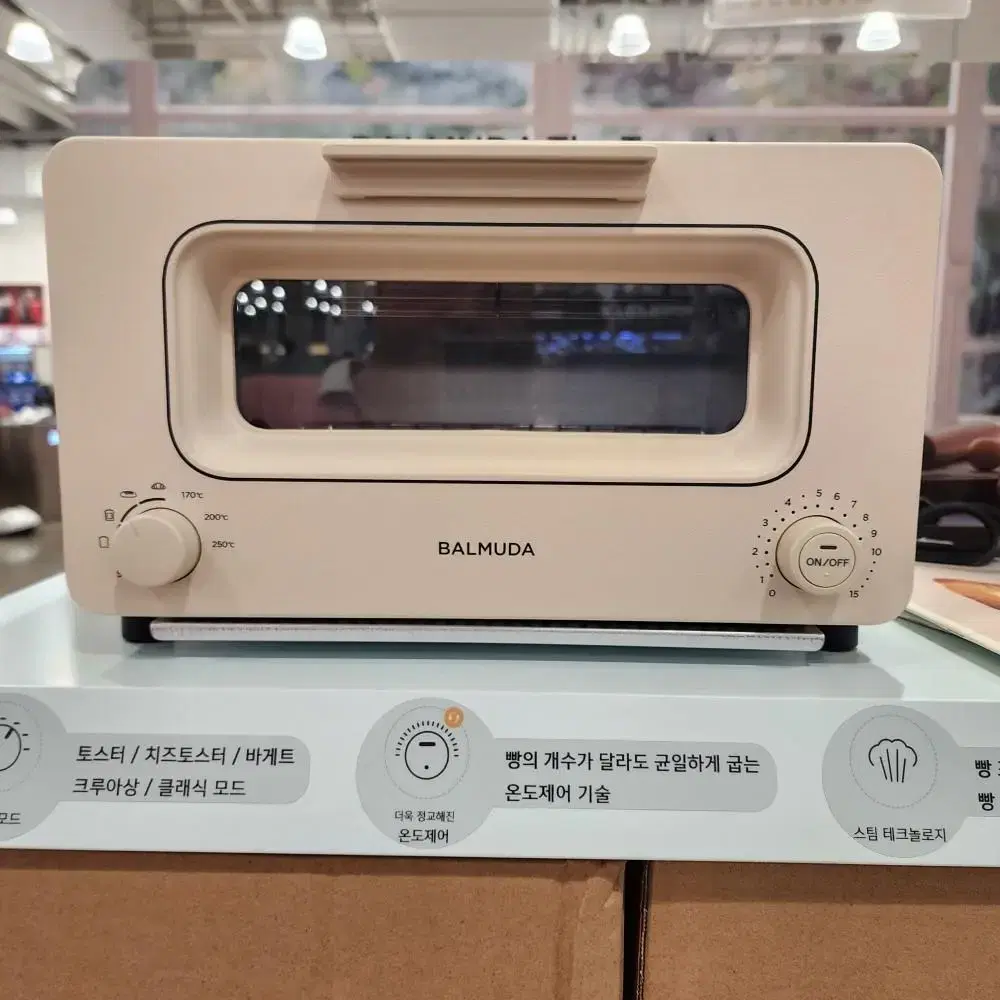 170℃
200℃
250℃
BALMUDA
0
1
2
3
4
5
6
7
8
9
10
15
ON/OFF
모드
토스터 / 치즈토스터 / 바게트
크루아상 / 클래식 모드
더욱 정교해진
온도제어
빵의 개수가 달라도 균일하게 굽는
온도제어 기술
스팀 테크놀로지
빵
빵